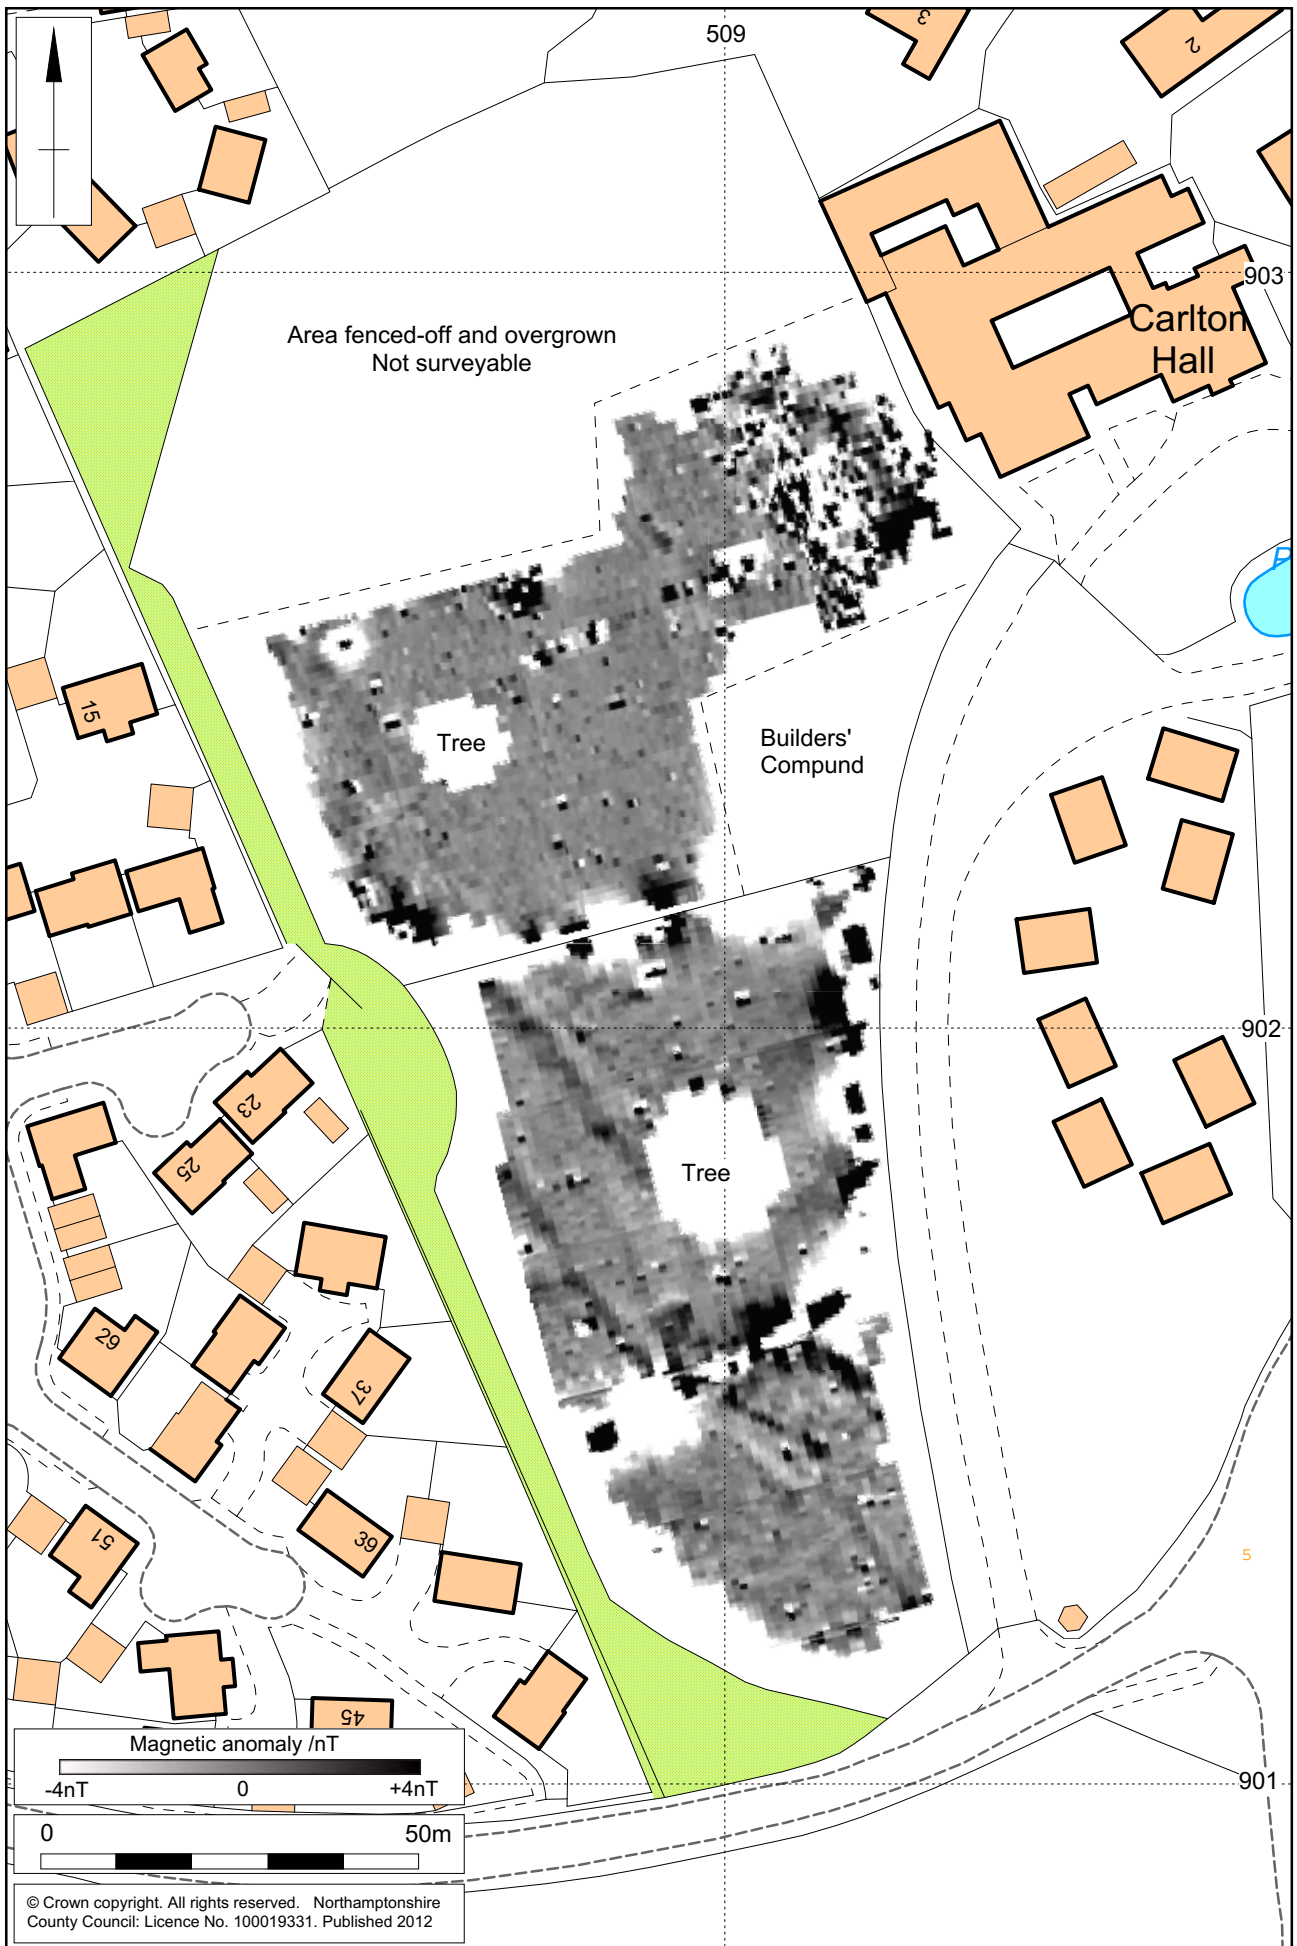 509
3
2
903
Carlton
Hall
Area fenced-off and overgrown
Not surveyable
P
15
Tree
Builders'
Compund
902
23
25
Tree
29
37
39
51
5
45
Magnetic anomaly /nT
-4nT 0 +4nT
901
0 50m
© Crown copyright. All rights reserved. Northamptonshire
County Council: Licence No. 100019331. Published 2012